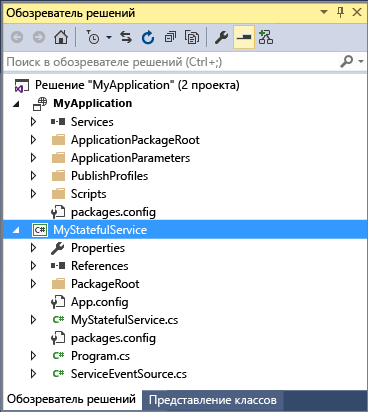 Обозреватель решений
Поиск в обозревателе решений (Ctrl+;)
Решение "MyApplication" (2 проекта)
MyApplication
Services
ApplicationPackageRoot
ApplicationParameters
PublishProfiles
Scripts
packages.config
C# MyStatefulService
Properties
References
PackageRoot
App.config
C# MyStatefulService.cs
packages.config
C# Program.cs
C# ServiceEventSource.cs
Обозреватель решений Представление классов